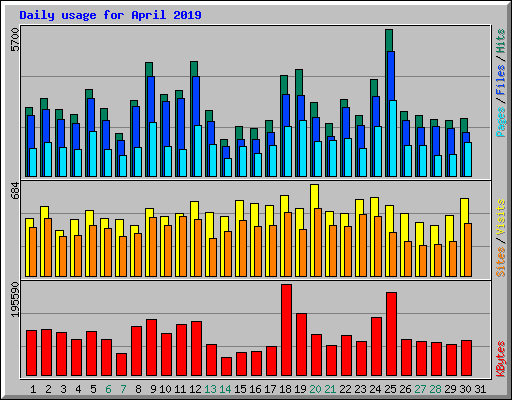 Daily usage for April 2019
5700
Pages / Files / Hits
684
Sites / Visits
195590
KBytes
1 2 3 4 5 6 7 8 9 10 11 12 13 14 15 16 17 18 19 20 21 22 23 24 25 26 27 28 29 30 31